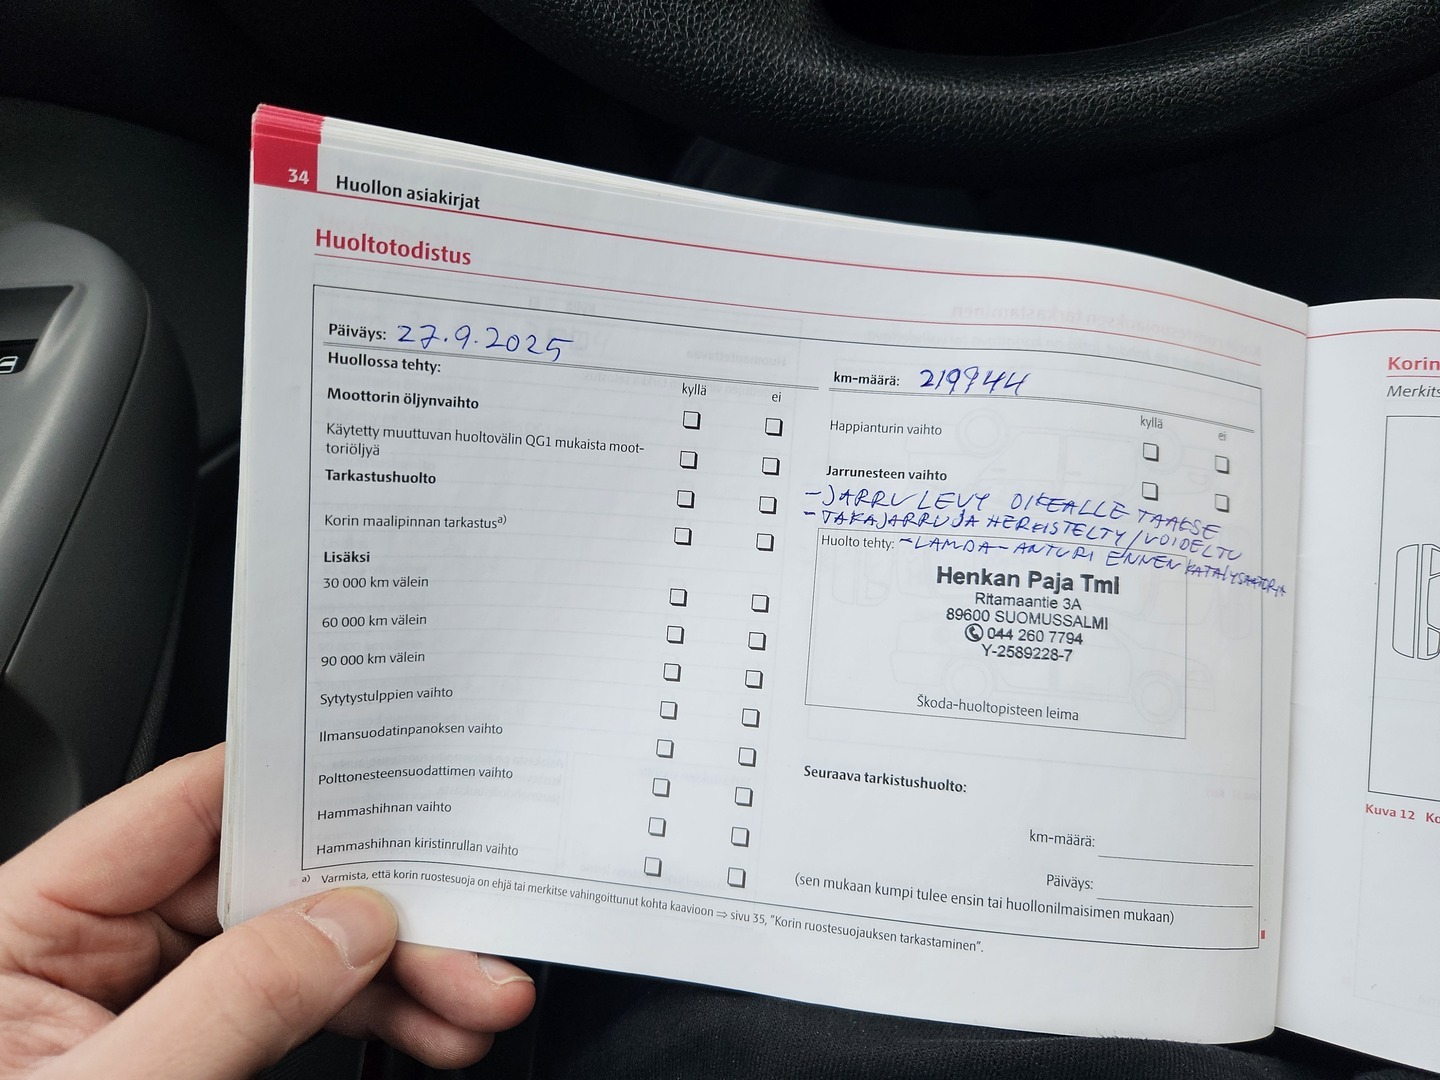 34 Huollon asiakirjat
Huoltotodistus
Päiväys: 27.9.2025
Huollossa tehty:
kyllä ei
Moottorin öljynvaihto
Käytetty muuttuvan huoltovälin QG1 mukaista moot-
toriöljyä
Tarkastushuolto
Korin maalipinnan tarkastus a)
Lisäksi
30 000 km välein
60 000 km välein
90 000 km välein
Sytytystulppien vaihto
Ilmansuodatinpanoksen vaihto
Polttonesteensuodattimen vaihto
Hammashihnan vaihto
Hammashihnan kiristinrullan vaihto
km-määrä: 219944
kyllä ei
Happianturin vaihto
Jarrunesteen vaihto
- JARRULEVY OIKEALLE TAAKSE
- TAKAJARRUJA HERKISTELTY/VOIDELTU
Huolto tehty: - LAMDA-ANTURI ENNEN KATALYSAATTORIA
Henkan Paja Tmi
Ritamaantie 3A
89600 SUOMUSSALMI
044 260 7794
Y-2589228-7
Škoda-huoltopisteen leima
Seuraava tarkistushuolto:
km-määrä:
Päiväys:
(sen mukaan kumpi tulee ensin tai huollonilmaisimen mukaan)
a) Varmista, että korin ruostesuoja on ehjä tai merkitse vahingoittunut kohta kaavioon ⇒ sivu 35, "Korin ruostesuojauksen tarkastaminen".
Korin
Merkits
Kuva 12 Ko